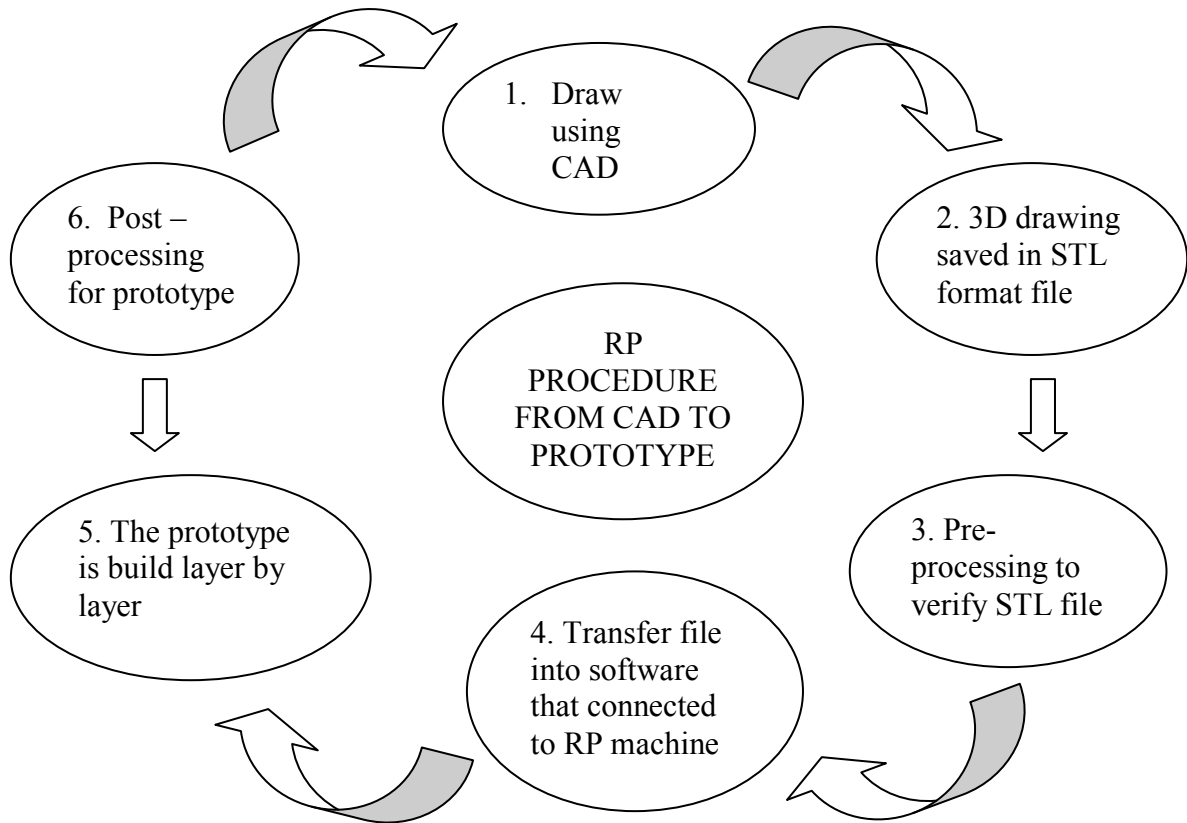 1. Draw
using
CAD
2. 3D drawing
saved in STL
format file
3. Pre-
processing to
verify STL file
4. Transfer file
into software
that connected
to RP machine
5. The prototype
is build layer by
layer
6. Post –
processing
for prototype
RP
PROCEDURE
FROM CAD TO
PROTOTYPE